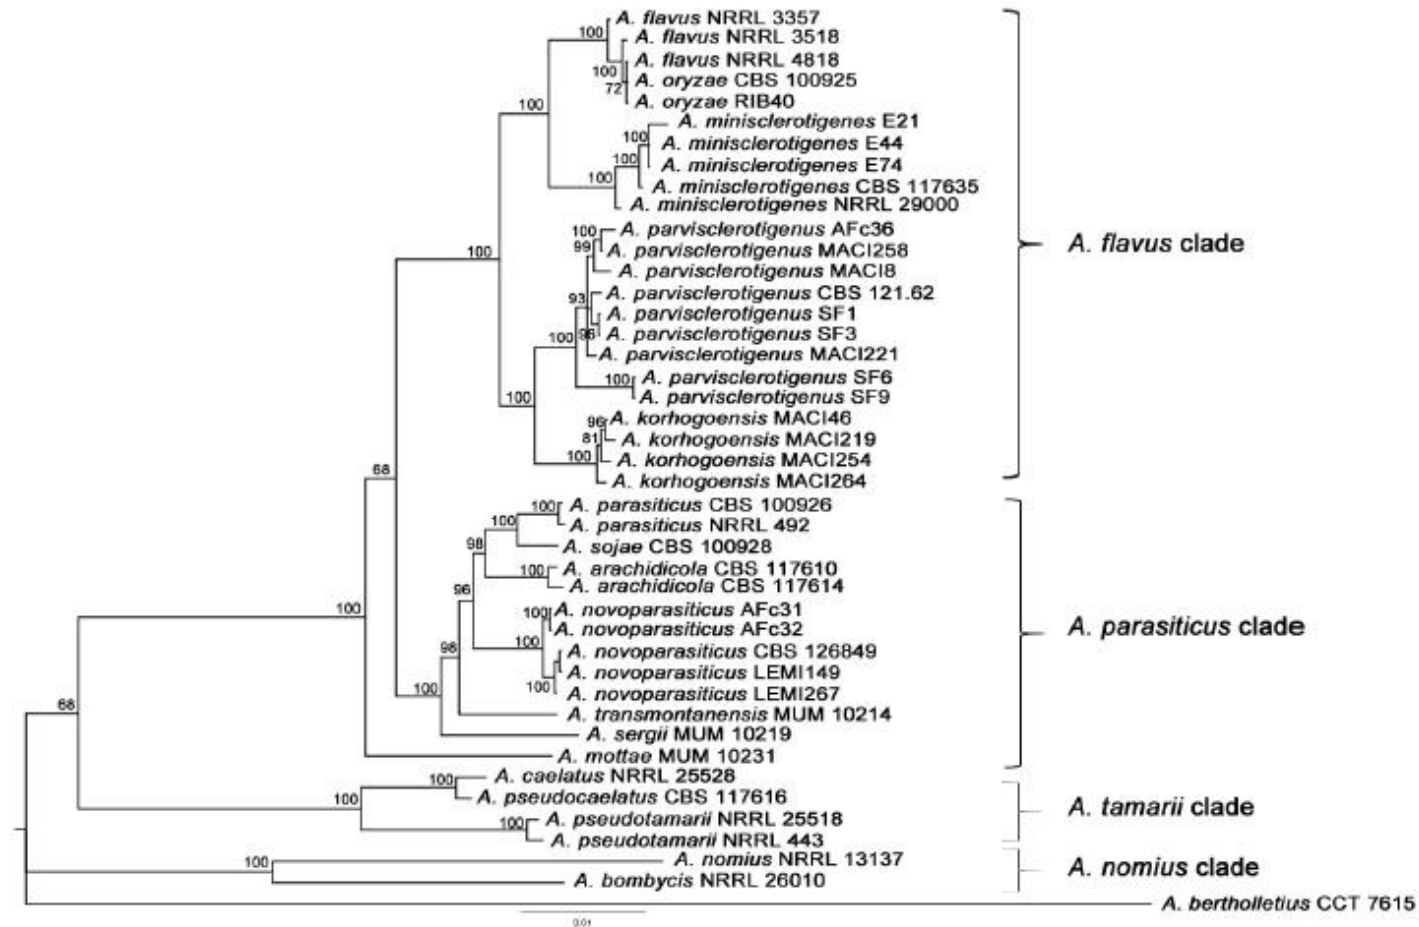 A. flavus NRRL 3357
A. flavus NRRL 3518
A. flavus NRRL 4818
A. oryzae CBS 100925
A. oryzae RIB40
A. minisclerotigenes E21
A. minisclerotigenes E44
A. minisclerotigenes E74
A. minisclerotigenes CBS 117635
A. minisclerotigenes NRRL 29000
A. parvisclerotigenus AFc36
A. parvisclerotigenus MACI258
A. parvisclerotigenus MACI8
A. parvisclerotigenus CBS 121.62
A. parvisclerotigenus SF1
A. parvisclerotigenus SF3
A. parvisclerotigenus MACI221
A. parvisclerotigenus SF6
A. parvisclerotigenus SF9
A. korhogoensis MACI46
A. korhogoensis MACI219
A. korhogoensis MACI254
A. korhogoensis MACI264
A. flavus clade
A. parasiticus CBS 100926
A. parasiticus NRRL 492
A. sojae CBS 100928
A. arachidicola CBS 117610
A. arachidicola CBS 117614
A. novoparasiticus AFc31
A. novoparasiticus AFc32
A. novoparasiticus CBS 126849
A. novoparasiticus LEMI149
A. novoparasiticus LEMI267
A. transmontanensis MUM 10214
A. sergii MUM 10219
A. mottae MUM 10231
A. parasiticus clade
A. caelatus NRRL 25528
A. pseudocaelatus CBS 117616
A. pseudotamarii NRRL 25518
A. pseudotamarii NRRL 443
A. tamarii clade
A. nomius NRRL 13137
A. bombycis NRRL 26010
A. nomius clade
A. bertholletius CCT 7615
100
100
72
100
100
100
100
100
100
99
93
96
100
100
100
96
81
100
68
100
100
98
100
96
100
100
100
98
100
100
68
100
100
100
100
0.01